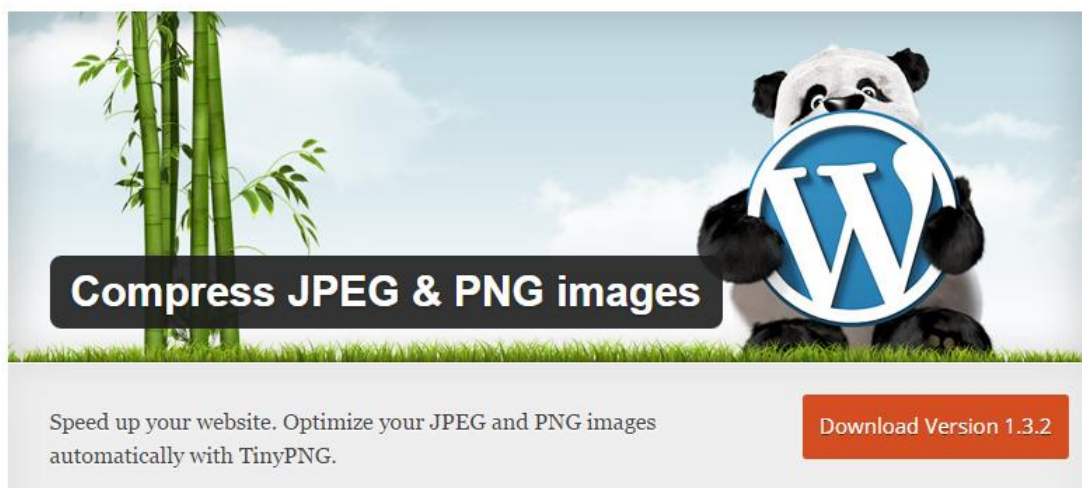 W
Compress JPEG & PNG images
Speed up your website. Optimize your JPEG and PNG images
automatically with TinyPNG.
Download Version 1.3.2